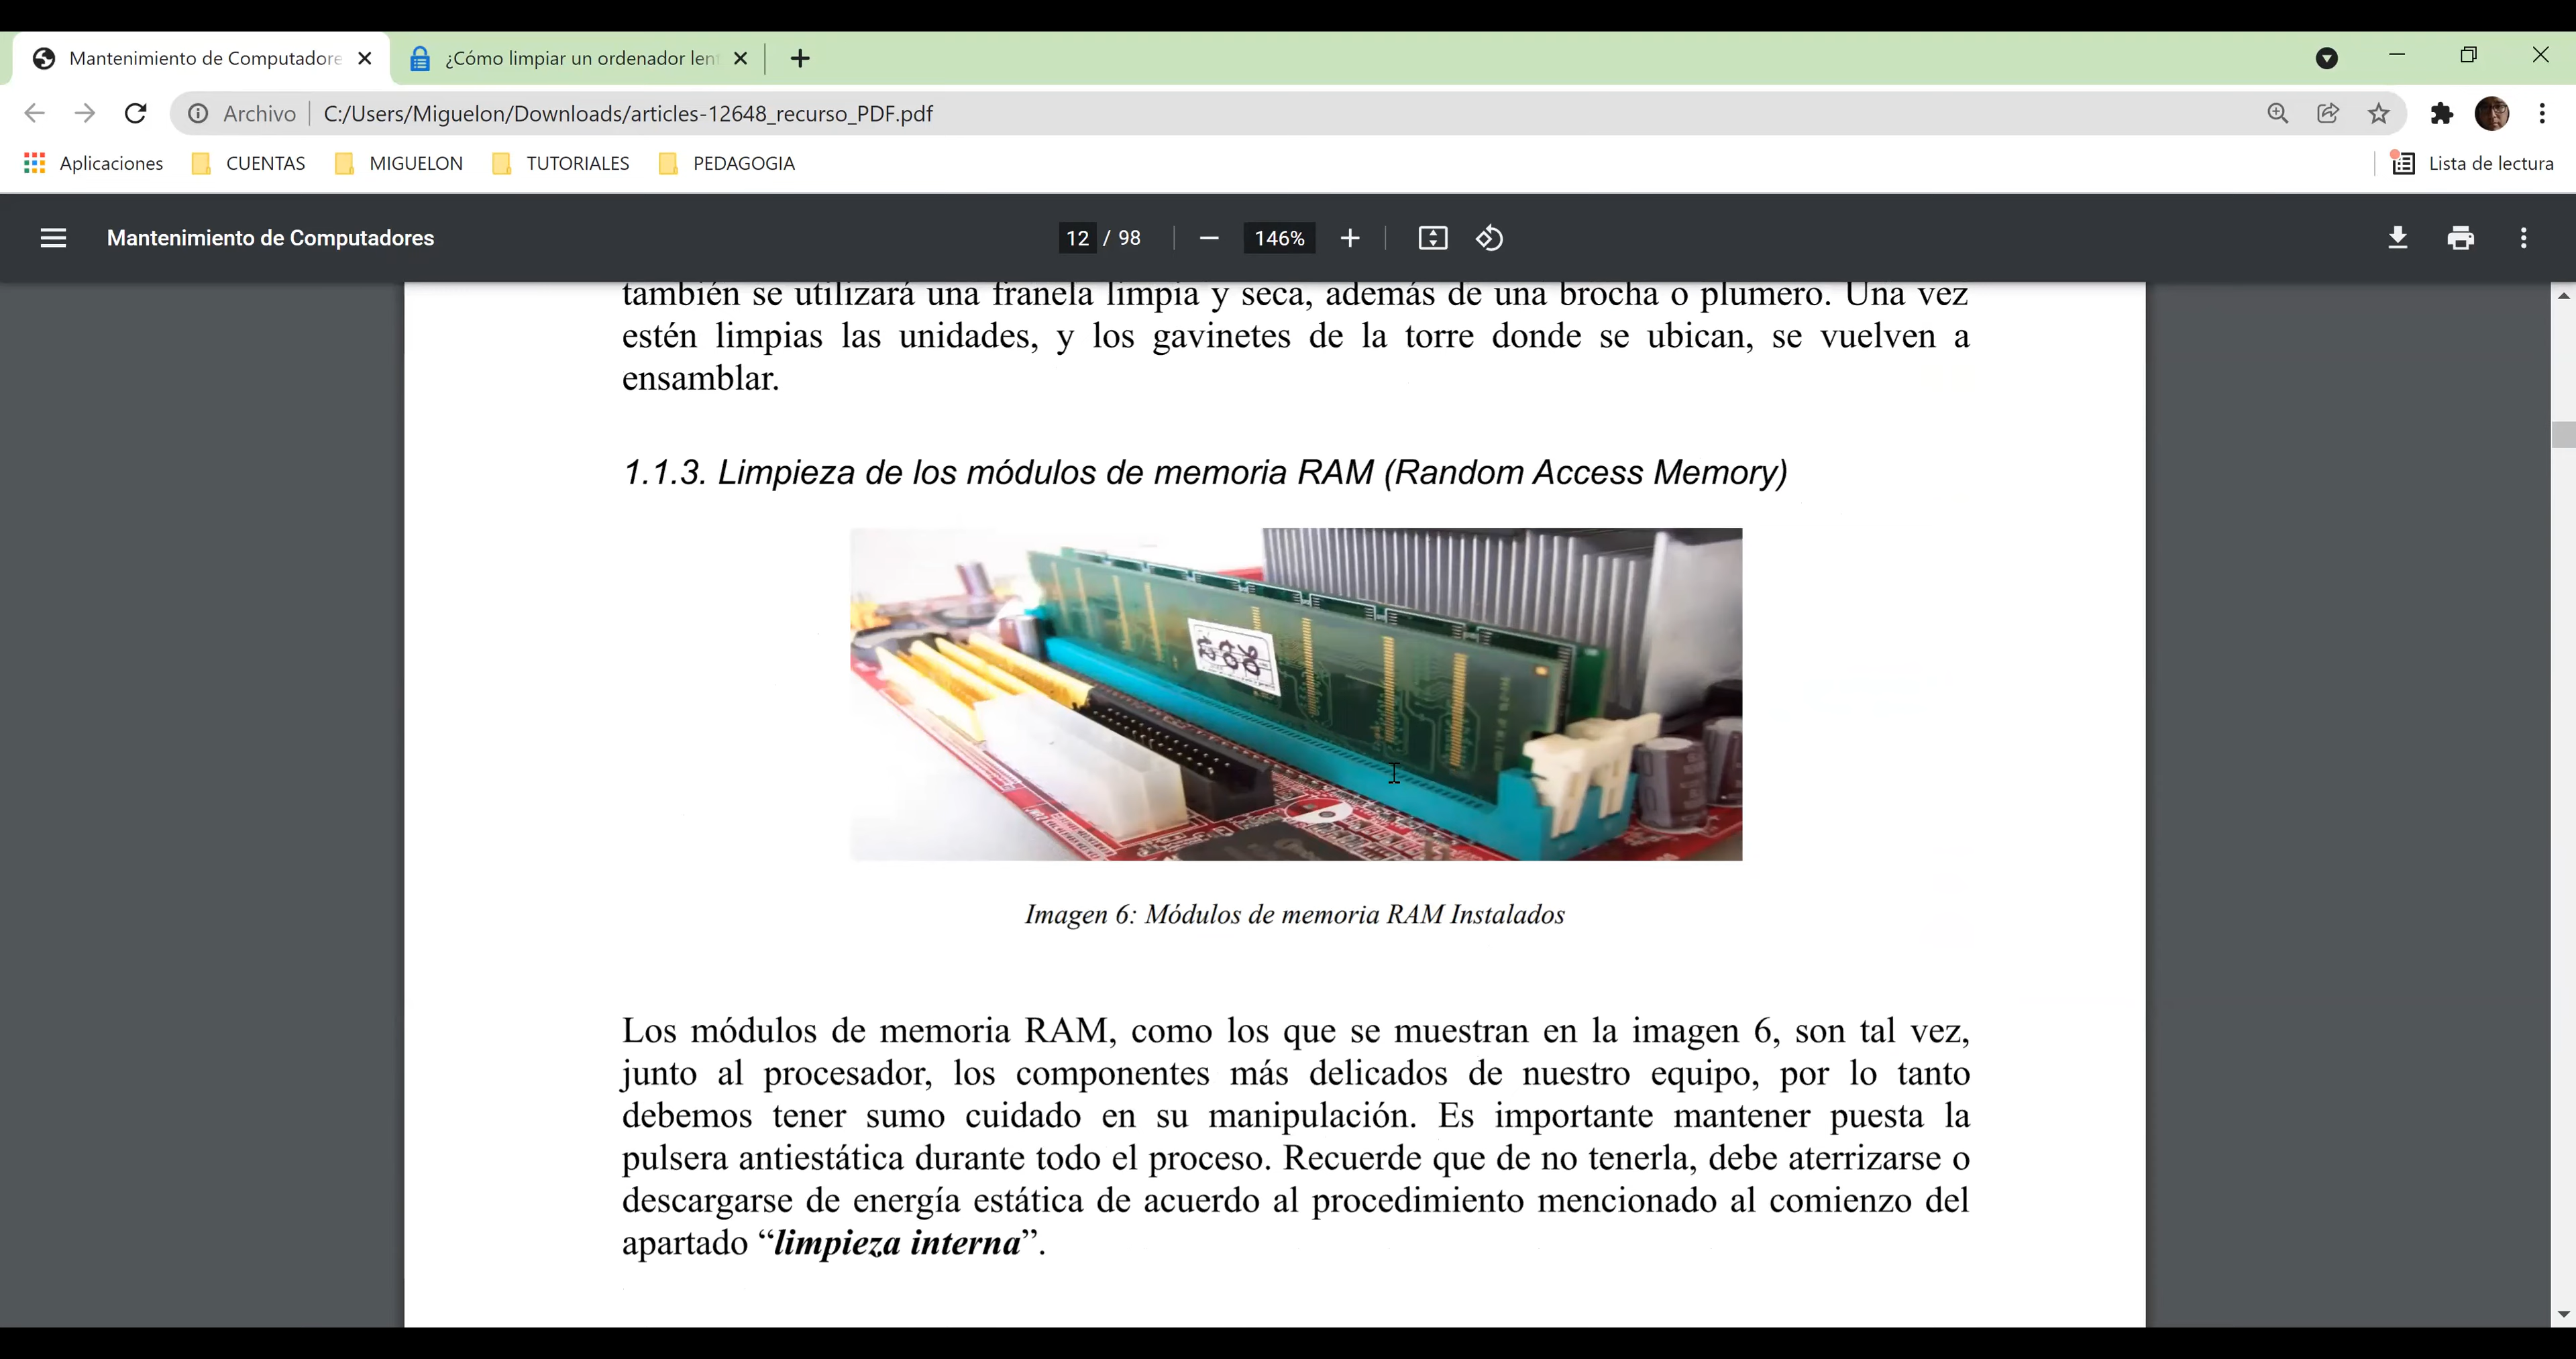 Mantenimiento de Computadore
¿Cómo limpiar un ordenador len
Archivo
C:/Users/Miguelon/Downloads/articles-12648_recurso_PDF.pdf
Aplicaciones
CUENTAS
MIGUELON
TUTORIALES
PEDAGOGIA
Lista de lectura
Mantenimiento de Computadores
12 / 98
146%
también se utilizará una franela limpia y seca, además de una brocha o plumero. Una vez
estén limpias las unidades, y los gavinetes de la torre donde se ubican, se vuelven a
ensamblar.
1.1.3. Limpieza de los módulos de memoria RAM (Random Access Memory)
Imagen 6: Módulos de memoria RAM Instalados
Los módulos de memoria RAM, como los que se muestran en la imagen 6, son tal vez,
junto al procesador, los componentes más delicados de nuestro equipo, por lo tanto
debemos tener sumo cuidado en su manipulación. Es importante mantener puesta la
pulsera antiestática durante todo el proceso. Recuerde que de no tenerla, debe aterrizarse o
descargarse de energía estática de acuerdo al procedimiento mencionado al comienzo del
apartado “limpieza interna”.